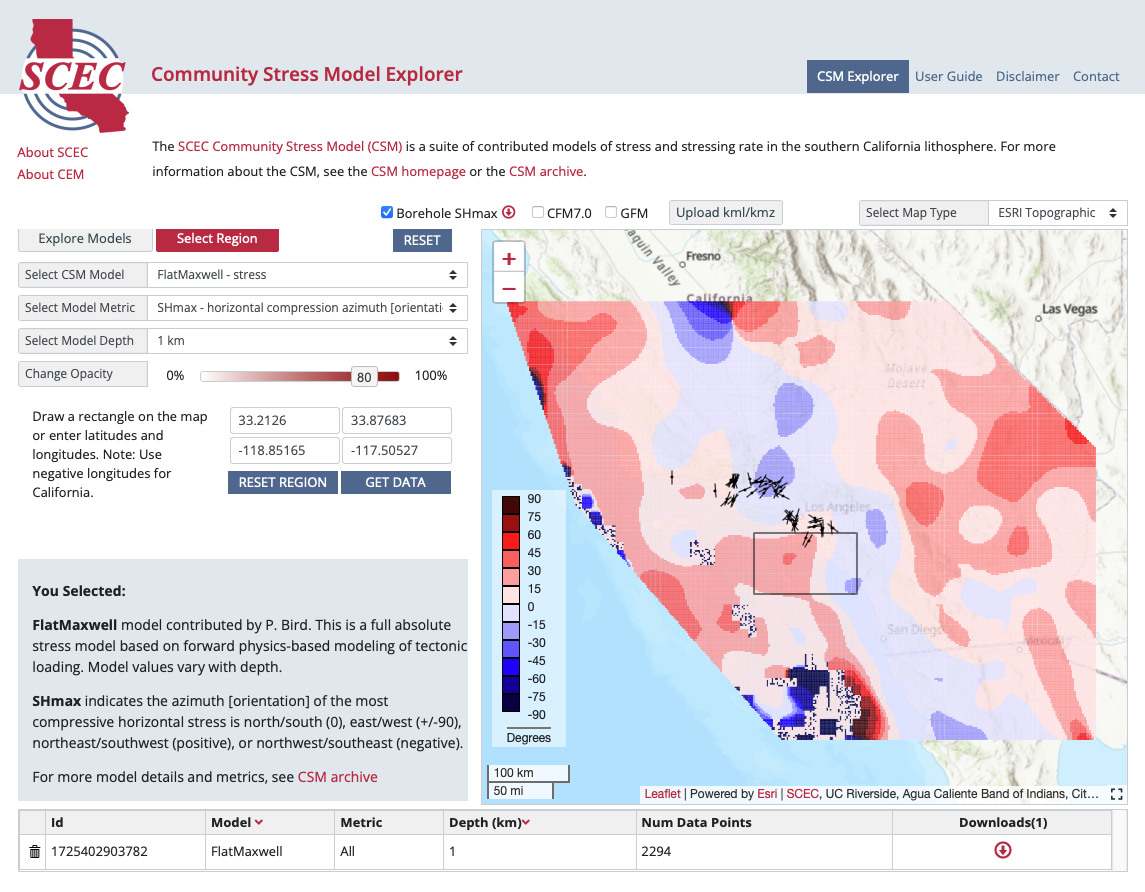 SCEC
Community Stress Model Explorer
CSM Explorer
User Guide
Disclaimer
Contact
About SCEC
About CEM
The SCEC Community Stress Model (CSM) is a suite of contributed models of stress and stressing rate in the southern California lithosphere. For more
information about the CSM, see the CSM homepage or the CSM archive.
Borehole SHmax
CFM7.0
GFM
Upload kml/kmz
Select Map Type
ESRI Topographic
Explore Models
Select Region
RESET
Select CSM Model
FlatMaxwell - stress
Select Model Metric
SHmax - horizontal compression azimuth [orientati
Select Model Depth
1 km
Change Opacity
0%
80
100%
Draw a rectangle on the map
or enter latitudes and
longitudes. Note: Use
negative longitudes for
California.
33.2126
33.87683
-118.85165
-117.50527
RESET REGION
GET DATA
You Selected:
FlatMaxwell model contributed by P. Bird. This is a full absolute
stress model based on forward physics-based modeling of tectonic
loading. Model values vary with depth.
SHmax indicates the azimuth [orientation] of the most
compressive horizontal stress is north/south (0), east/west (+/-90),
northeast/southwest (positive), or northwest/southeast (negative).
For more model details and metrics, see CSM archive
+
−
aquin Valley
Fresno
California
Las Vegas
Mojave
Desert
Los Angeles
San Diego
Mexicali
90
75
60
45
30
15
0
-15
-30
-45
-60
-75
-90
Degrees
100 km
50 mi
Leaflet | Powered by Esri | SCEC, UC Riverside, Agua Caliente Band of Indians, Cit...
Id
Model
Metric
Depth (km)
Num Data Points
Downloads(1)
1725402903782
FlatMaxwell
All
1
2294